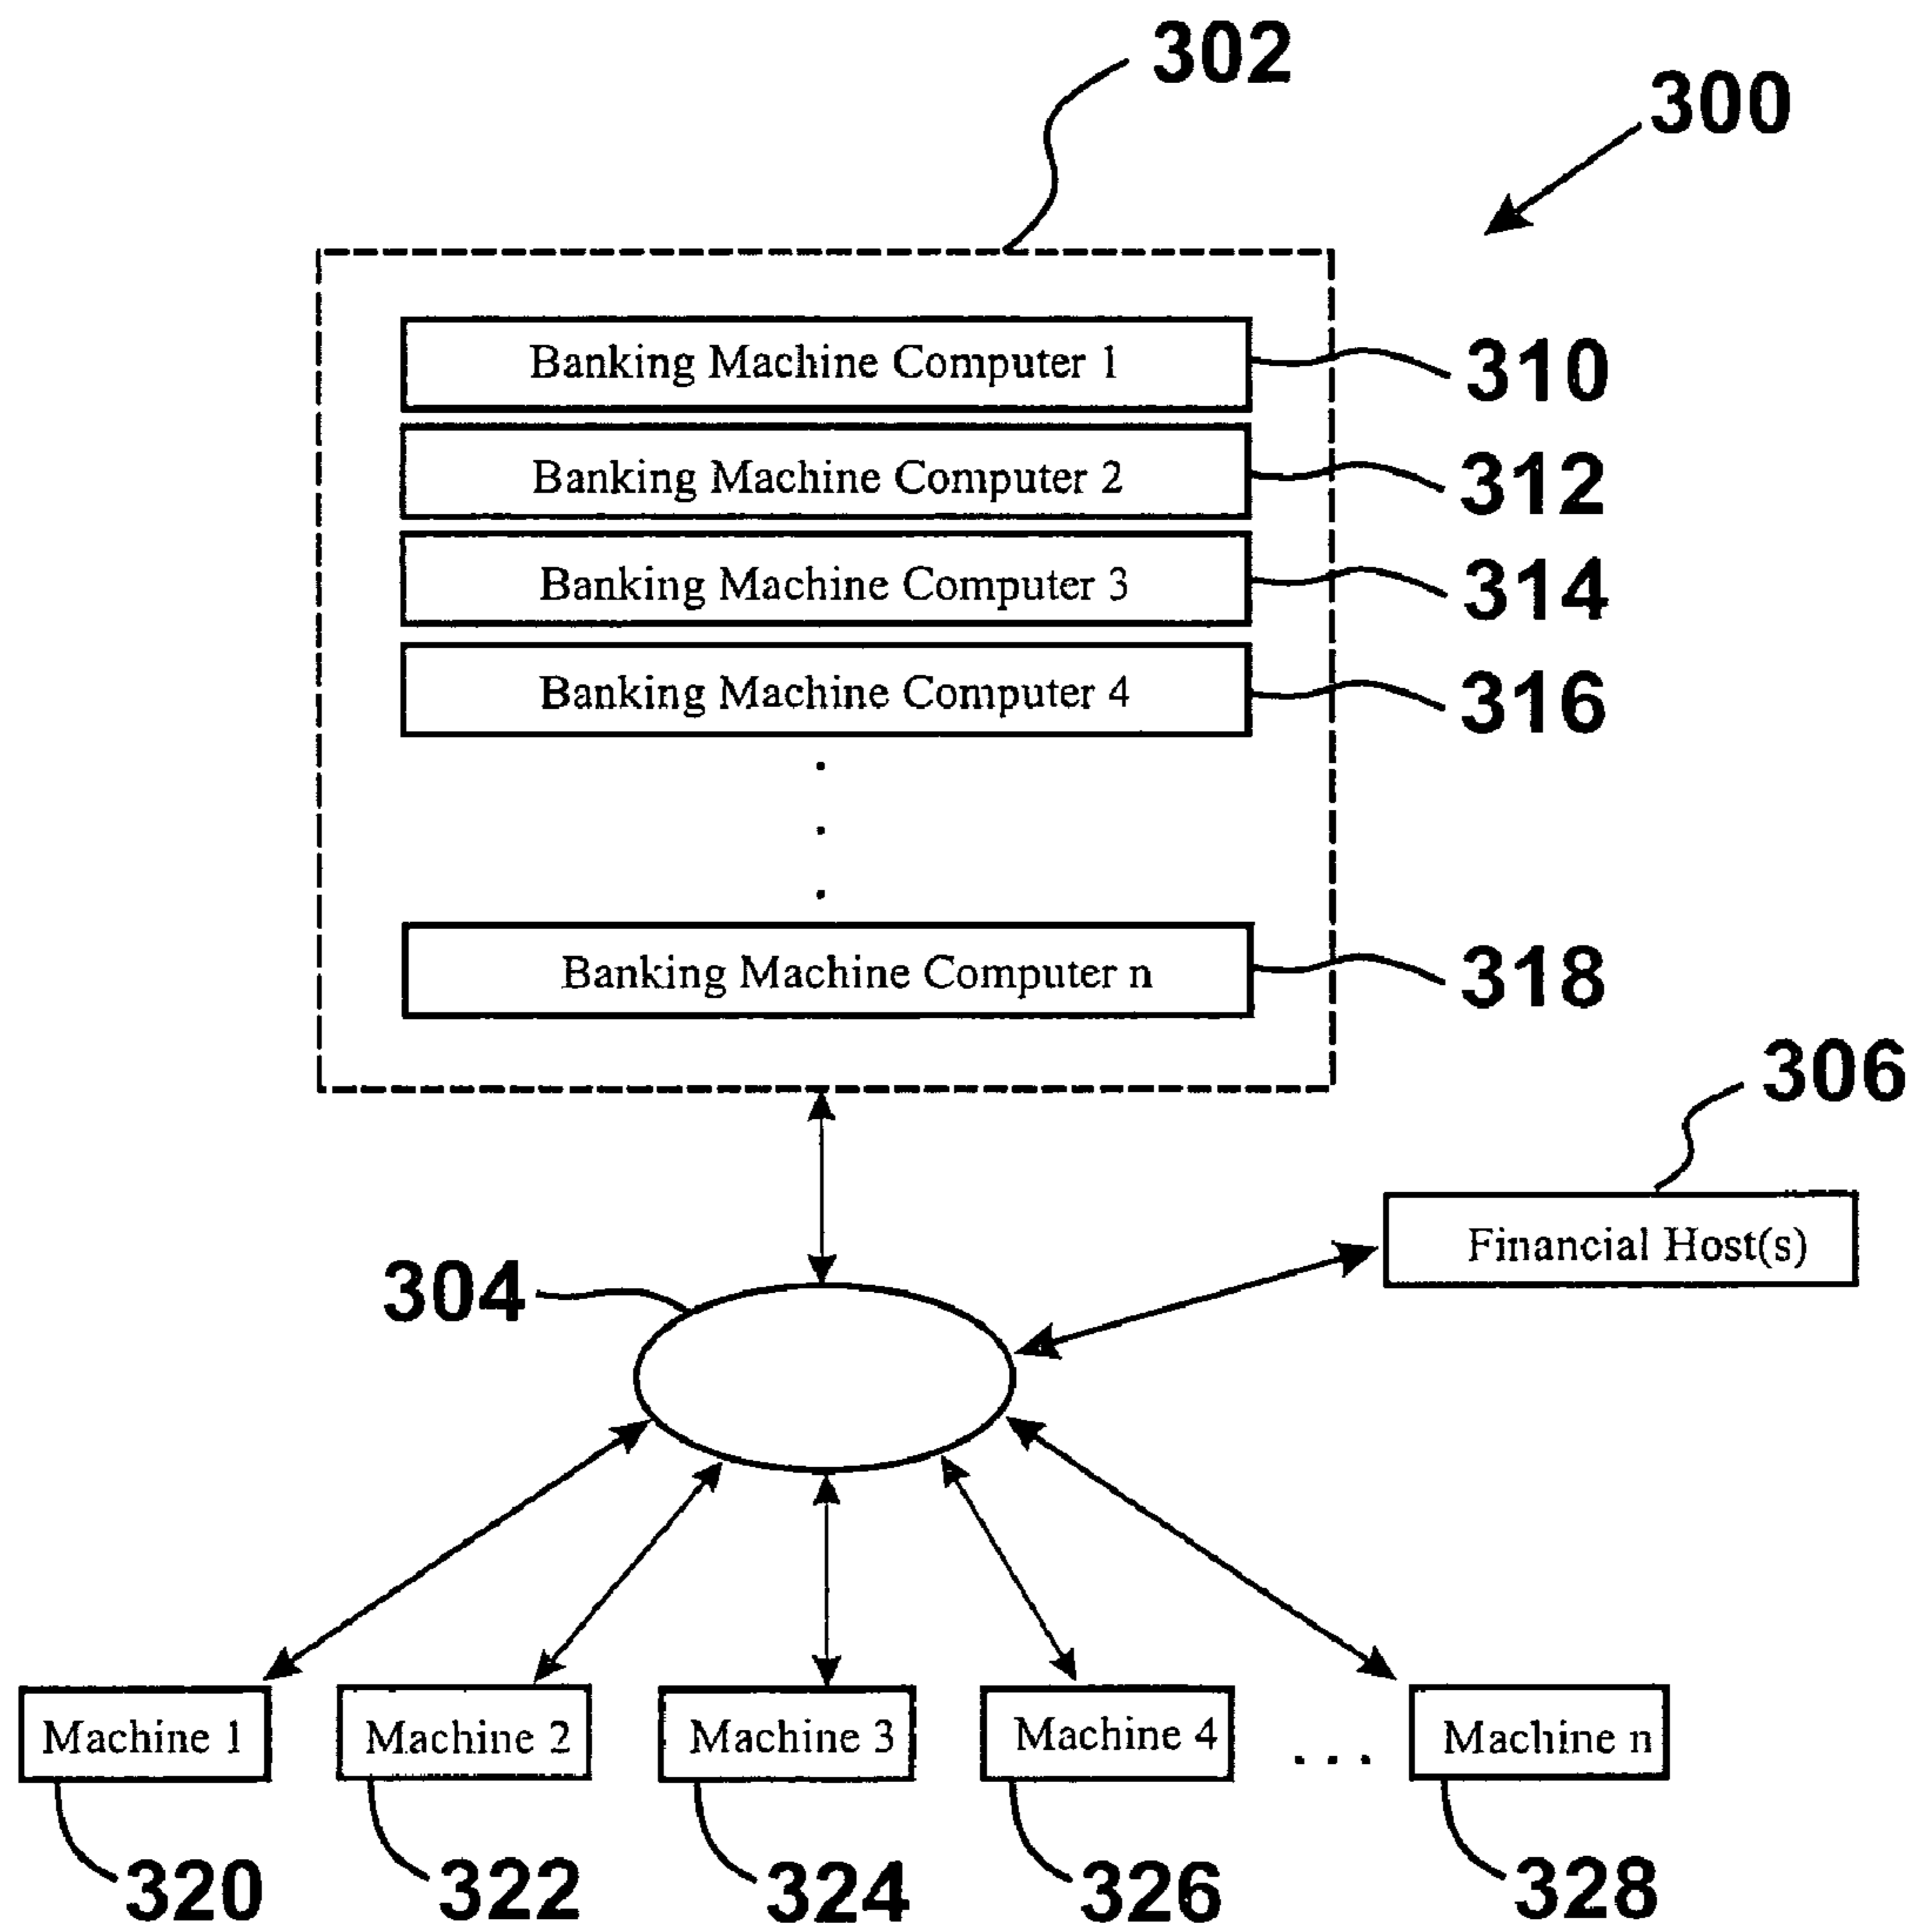 302
300
Banking Machine Computer 1
310
Banking Machine Computer 2
312
Banking Machine Computer 3
314
Banking Machine Computer 4
316
.
.
.
Banking Machine Computer n
318
306
Financial Host(s)
304
Machine 1
Machine 2
Machine 3
Machine 4
. . .
Machine n
320
322
324
326
328